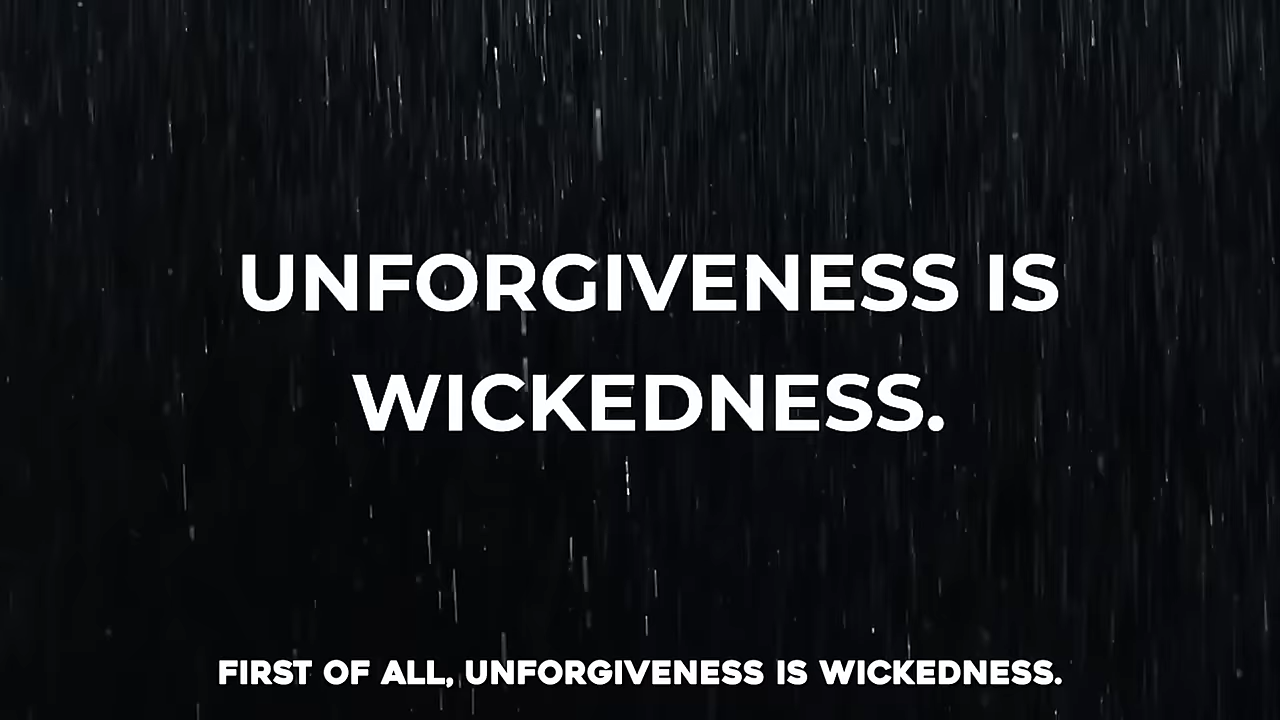 UNFORGIVENESS IS
WICKEDNESS.
FIRST OF ALL, UNFORGIVENESS IS WICKEDNESS.